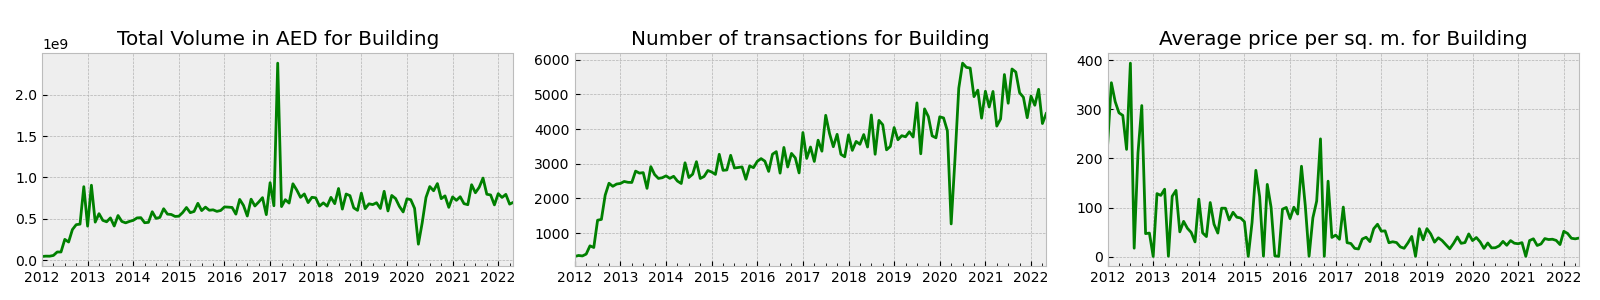 Total Volume in AED for Building
1e9
2.0
1.5
1.0
0.5
0.0
2012 2013 2014 2015 2016 2017 2018 2019 2020 2021 2022
Number of transactions for Building
6000
5000
4000
3000
2000
1000
2012 2013 2014 2015 2016 2017 2018 2019 2020 2021 2022
Average price per sq. m. for Building
400
300
200
100
0
2012 2013 2014 2015 2016 2017 2018 2019 2020 2021 2022